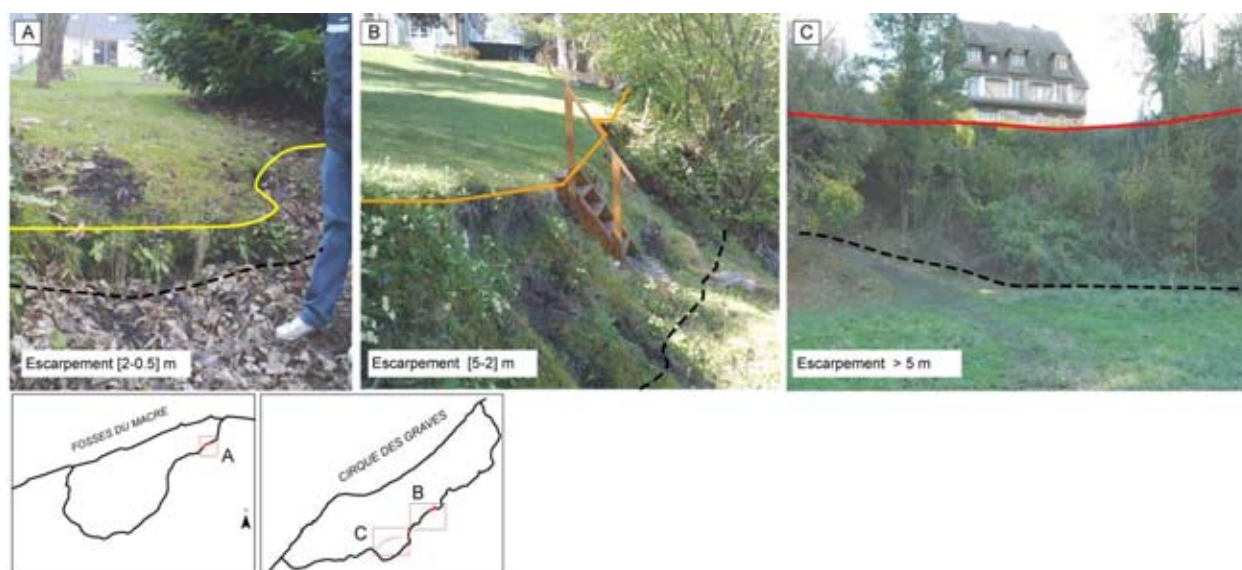 A
B
C
Escarpement [2-0.5] m
Escarpement [5-2] m
Escarpement > 5 m
FOSSES DU MACRE
A
CIRQUE DES GRAVES
B
C